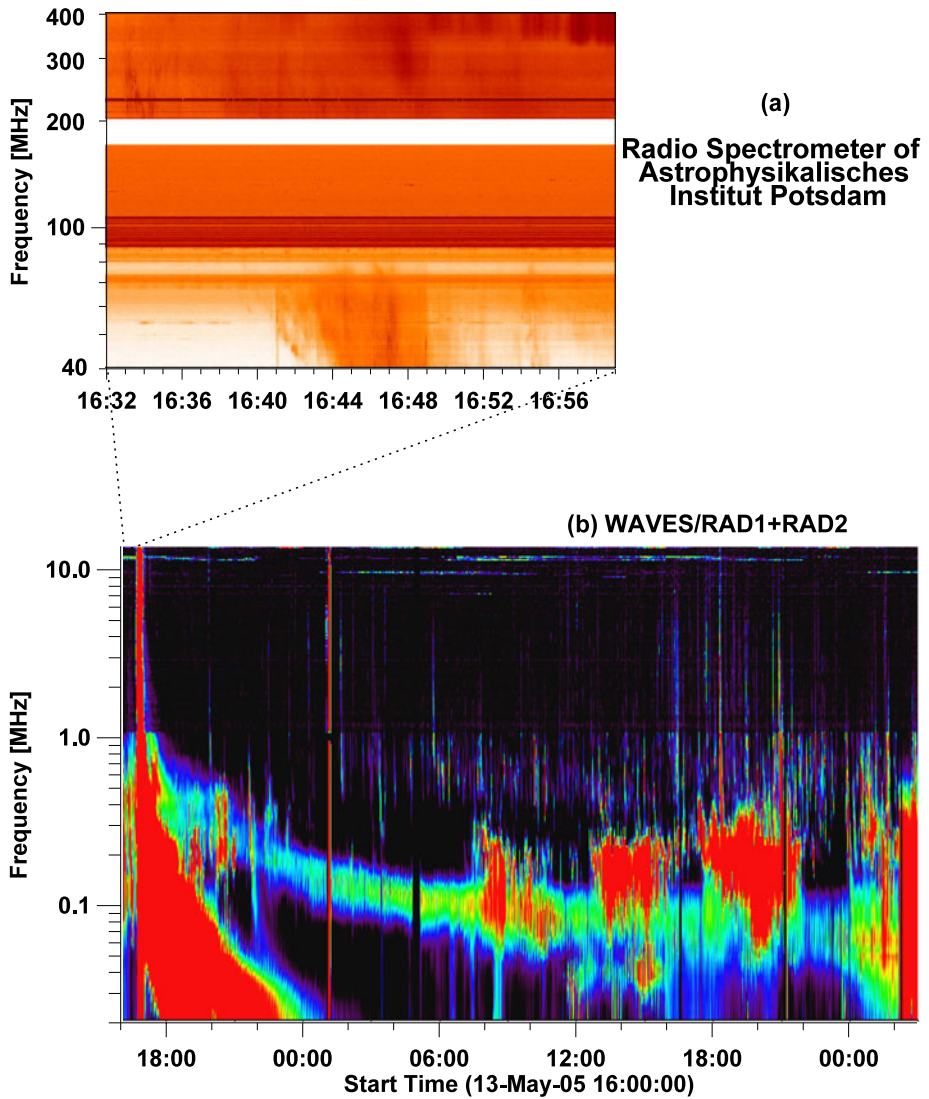 400
300
200
100
40
Frequency [MHz]
16:32 16:36 16:40 16:44 16:48 16:52 16:56
(a)
Radio Spectrometer of
Astrophysikalisches
Institut Potsdam
(b) WAVES/RAD1+RAD2
10.0
1.0
0.1
Frequency [MHz]
18:00 00:00 06:00 12:00 18:00 00:00
Start Time (13-May-05 16:00:00)